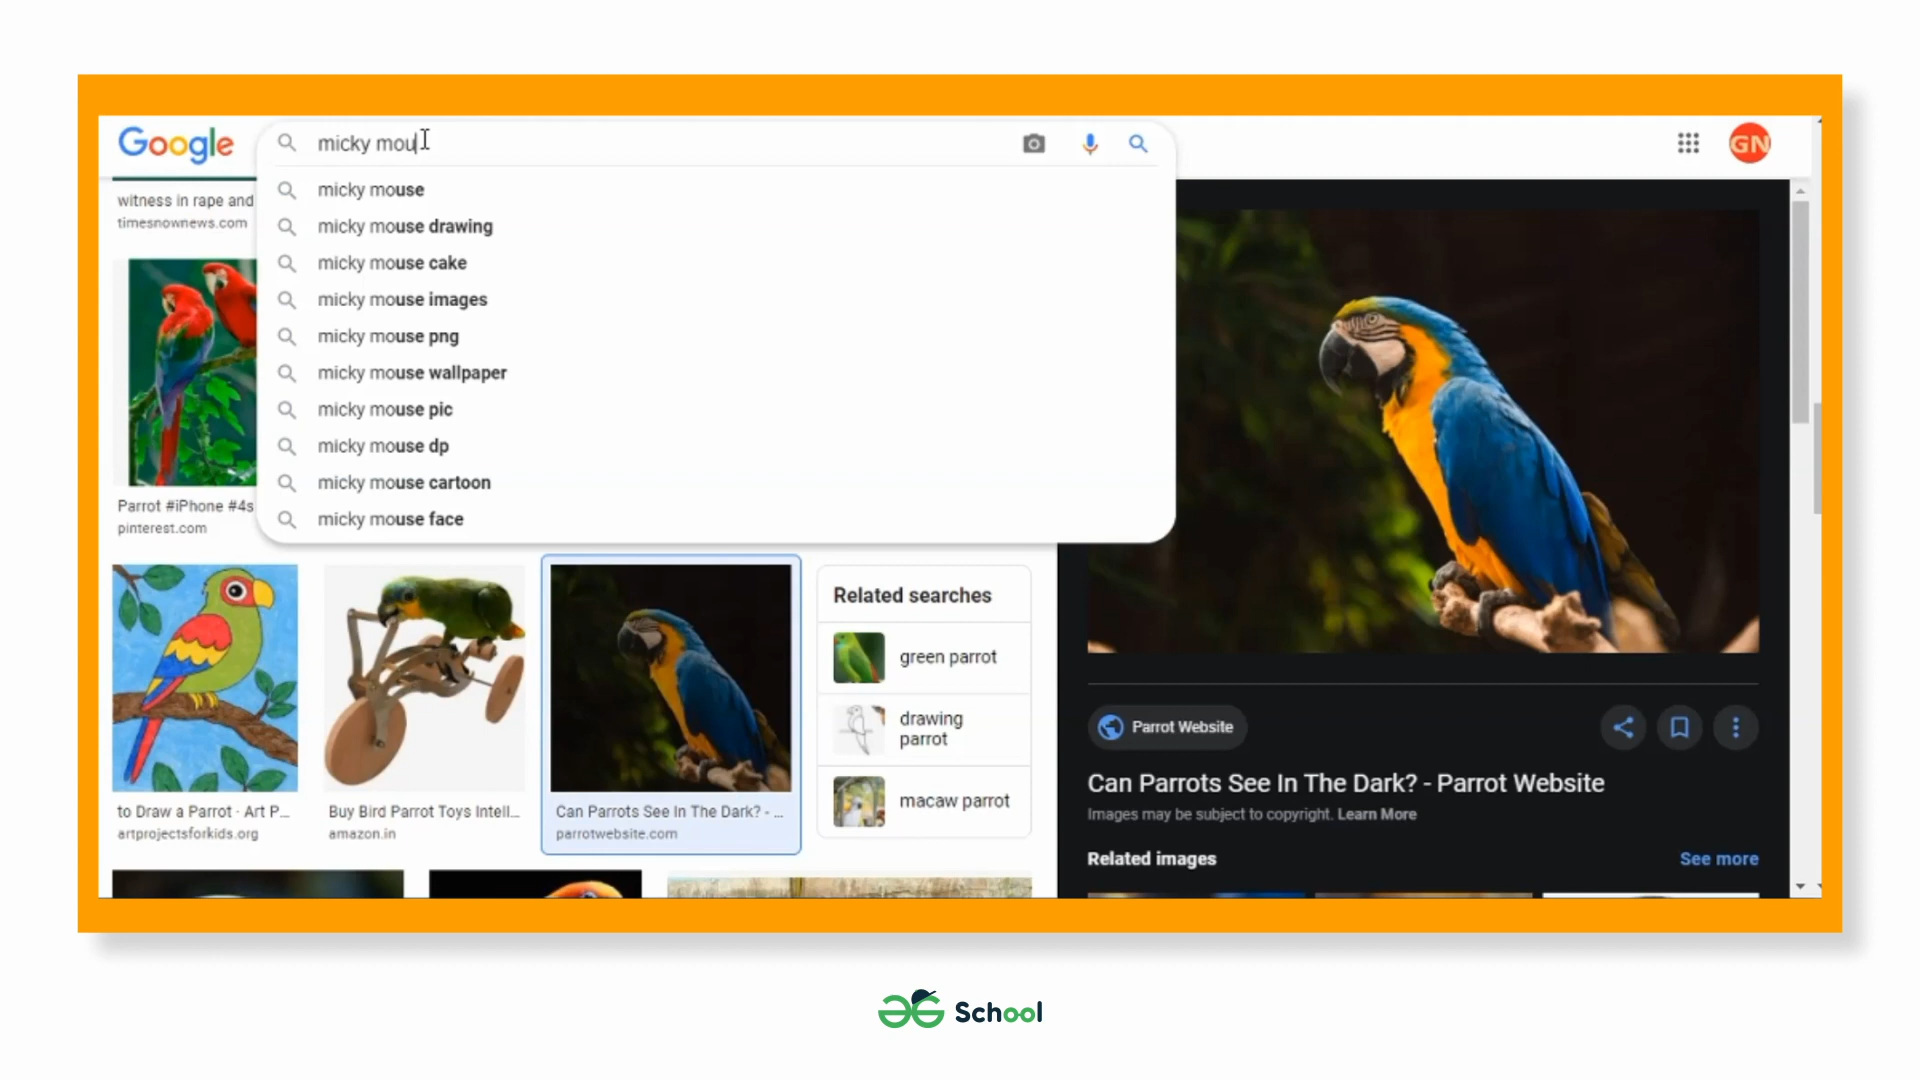 Google
micky mou
GN
micky mouse
micky mouse drawing
micky mouse cake
micky mouse images
micky mouse png
micky mouse wallpaper
micky mouse pic
micky mouse dp
micky mouse cartoon
micky mouse face
witness in rape and
timesnownews.com
Parrot #iPhone #4s
pinterest.com
to Draw a Parrot · Art P...
artprojectsforkids.org
Buy Bird Parrot Toys Intell...
amazon.in
Can Parrots See In The Dark? - ...
parrotwebsite.com
Related searches
green parrot
drawing
parrot
macaw parrot
Parrot Website
Can Parrots See In The Dark? - Parrot Website
Images may be subject to copyright. Learn More
Related images
See more
School